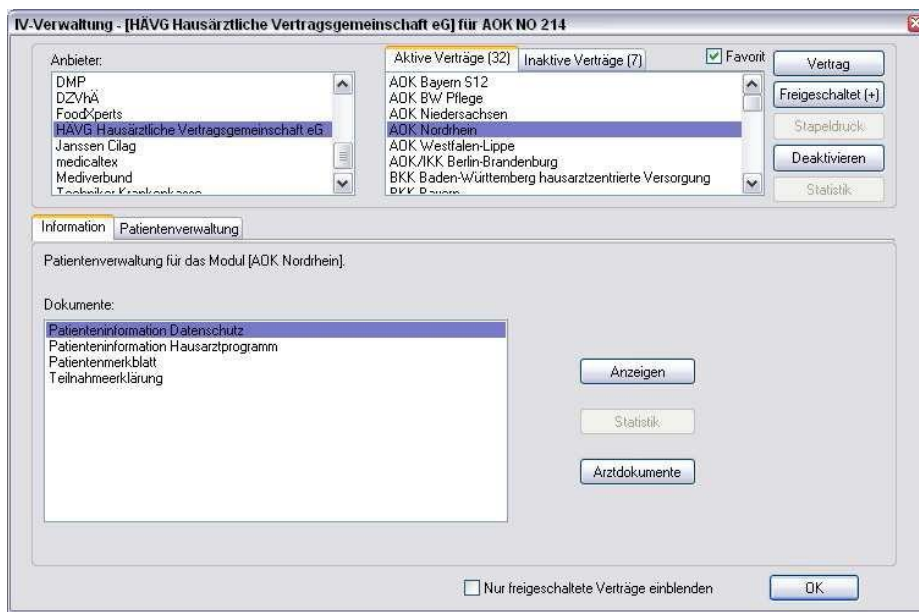 IV-Verwaltung - [HÄVG Hausärztliche Vertragsgemeinschaft eG] für AOK NO 214
Anbieter:
DMP
DZVhÄ
FoodXperts
HÄVG Hausärztliche Vertragsgemeinschaft eG
Janssen Cilag
medicaltex
Mediverbund
Techniker Krankenkasse
Aktive Verträge (32)
Inaktive Verträge (7)
Favorit
AOK Bayern S12
AOK BW Pflege
AOK Niedersachsen
AOK Nordrhein
AOK Westfalen-Lippe
AOK/IKK Berlin-Brandenburg
BKK Baden-Württemberg hausarztzentrierte Versorgung
BKK Bayern
Vertrag
Freigeschaltet (+)
Stapeldruck
Deaktivieren
Statistik
Information
Patientenverwaltung
Patientenverwaltung für das Modul [AOK Nordrhein].
Dokumente:
Patienteninformation Datenschutz
Patienteninformation Hausarztprogramm
Patientenmerkblatt
Teilnahmeerklärung
Anzeigen
Statistik
Arztdokumente
Nur freigeschaltete Verträge einblenden
OK